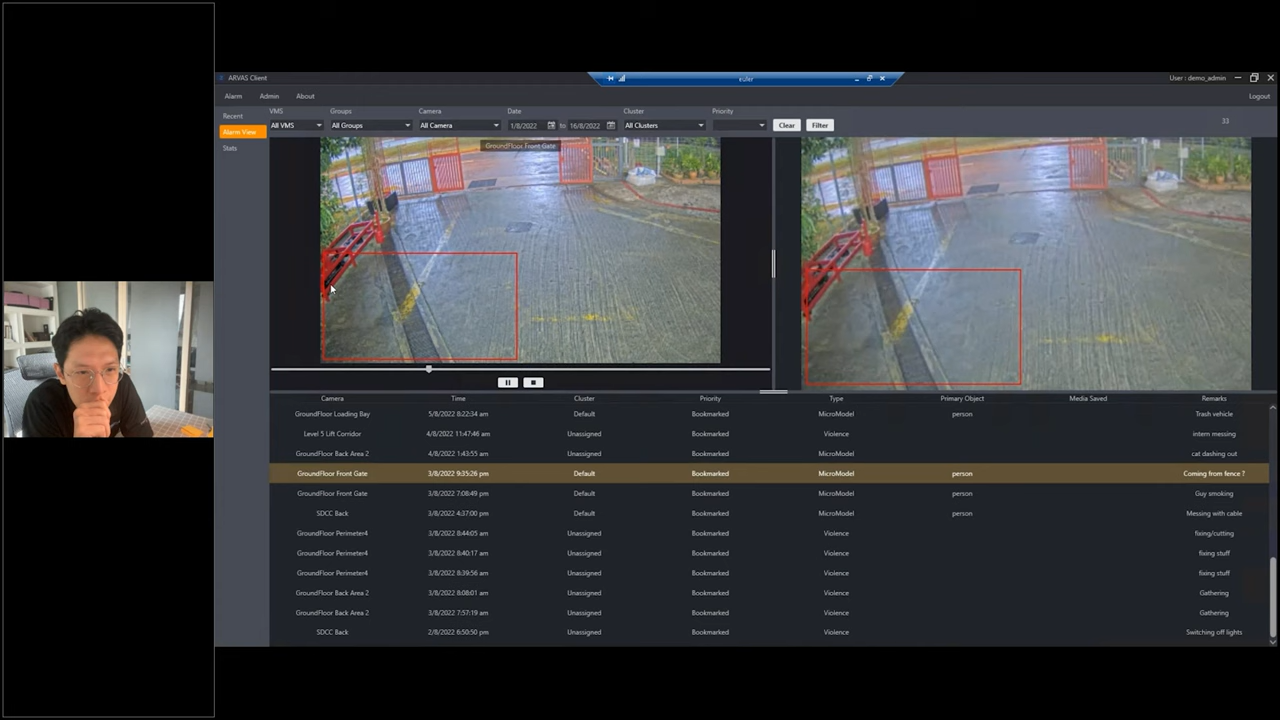 ARVAS Client
euler
User : demo_admin
Alarm Admin About Logout
Recent
Alarm View
Stats
VMS Groups Camera Date Cluster Priority
All VMS All Groups All Camera 1/8/2022 to 16/8/2022 All Clusters Clear Filter 33
GroundFloor Front Gate
Camera Time Cluster Priority Type Primary Object Media Saved Remarks
GroundFloor Loading Bay 5/8/2022 8:22:34 am Default Bookmarked MicroModel person Trash vehicle
Level 5 Lift Corridor 4/8/2022 11:47:46 am Unassigned Bookmarked Violence intern messing
GroundFloor Back Area 2 4/8/2022 1:43:55 am Unassigned Bookmarked MicroModel cat dashing out
GroundFloor Front Gate 3/8/2022 9:35:26 pm Default Bookmarked MicroModel person Coming from fence ?
GroundFloor Front Gate 3/8/2022 7:08:49 pm Default Bookmarked MicroModel person Guy smoking
SDCC Back 3/8/2022 4:37:00 pm Default Bookmarked MicroModel person Messing with cable
GroundFloor Perimeter4 3/8/2022 8:44:05 am Unassigned Bookmarked Violence fixing/cutting
GroundFloor Perimeter4 3/8/2022 8:40:17 am Unassigned Bookmarked Violence fixing stuff
GroundFloor Perimeter4 3/8/2022 8:39:56 am Unassigned Bookmarked Violence fixing stuff
GroundFloor Back Area 2 3/8/2022 8:08:01 am Unassigned Bookmarked Violence Gathering
GroundFloor Back Area 2 3/8/2022 7:57:19 am Unassigned Bookmarked Violence Gathering
SDCC Back 2/8/2022 6:50:50 pm Unassigned Bookmarked Violence Switching off lights